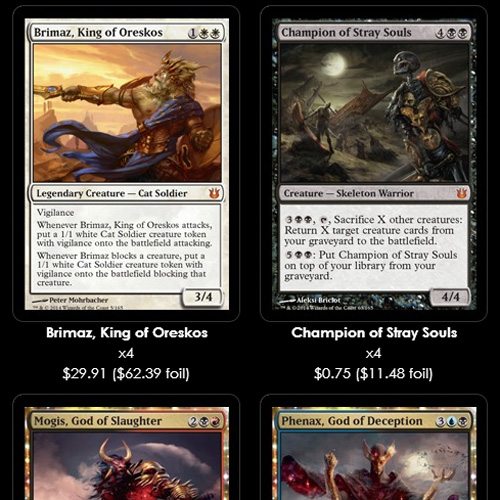 Brimaz, King of Oreskos 1
Legendary Creature — Cat Soldier
Vigilance
Whenever Brimaz, King of Oreskos attacks,
put a 1/1 white Cat Soldier creature token
with vigilance onto the battlefield attacking.
Whenever Brimaz blocks a creature, put a
1/1 white Cat Soldier creature token with
vigilance onto the battlefield blocking that
creature.
Peter Mohrbacher
3/4
Brimaz, King of Oreskos
x4
$29.91 ($62.39 foil)
Champion of Stray Souls 4
Creature — Skeleton Warrior
3, , Sacrifice X other creatures:
Return X target creature cards from
your graveyard to the battlefield.
5: Put Champion of Stray Souls
on top of your library from your
graveyard.
Aleksi Briclot
4/4
Champion of Stray Souls
x4
$0.75 ($11.48 foil)
Mogis, God of Slaughter 2
Phenax, God of Deception 3